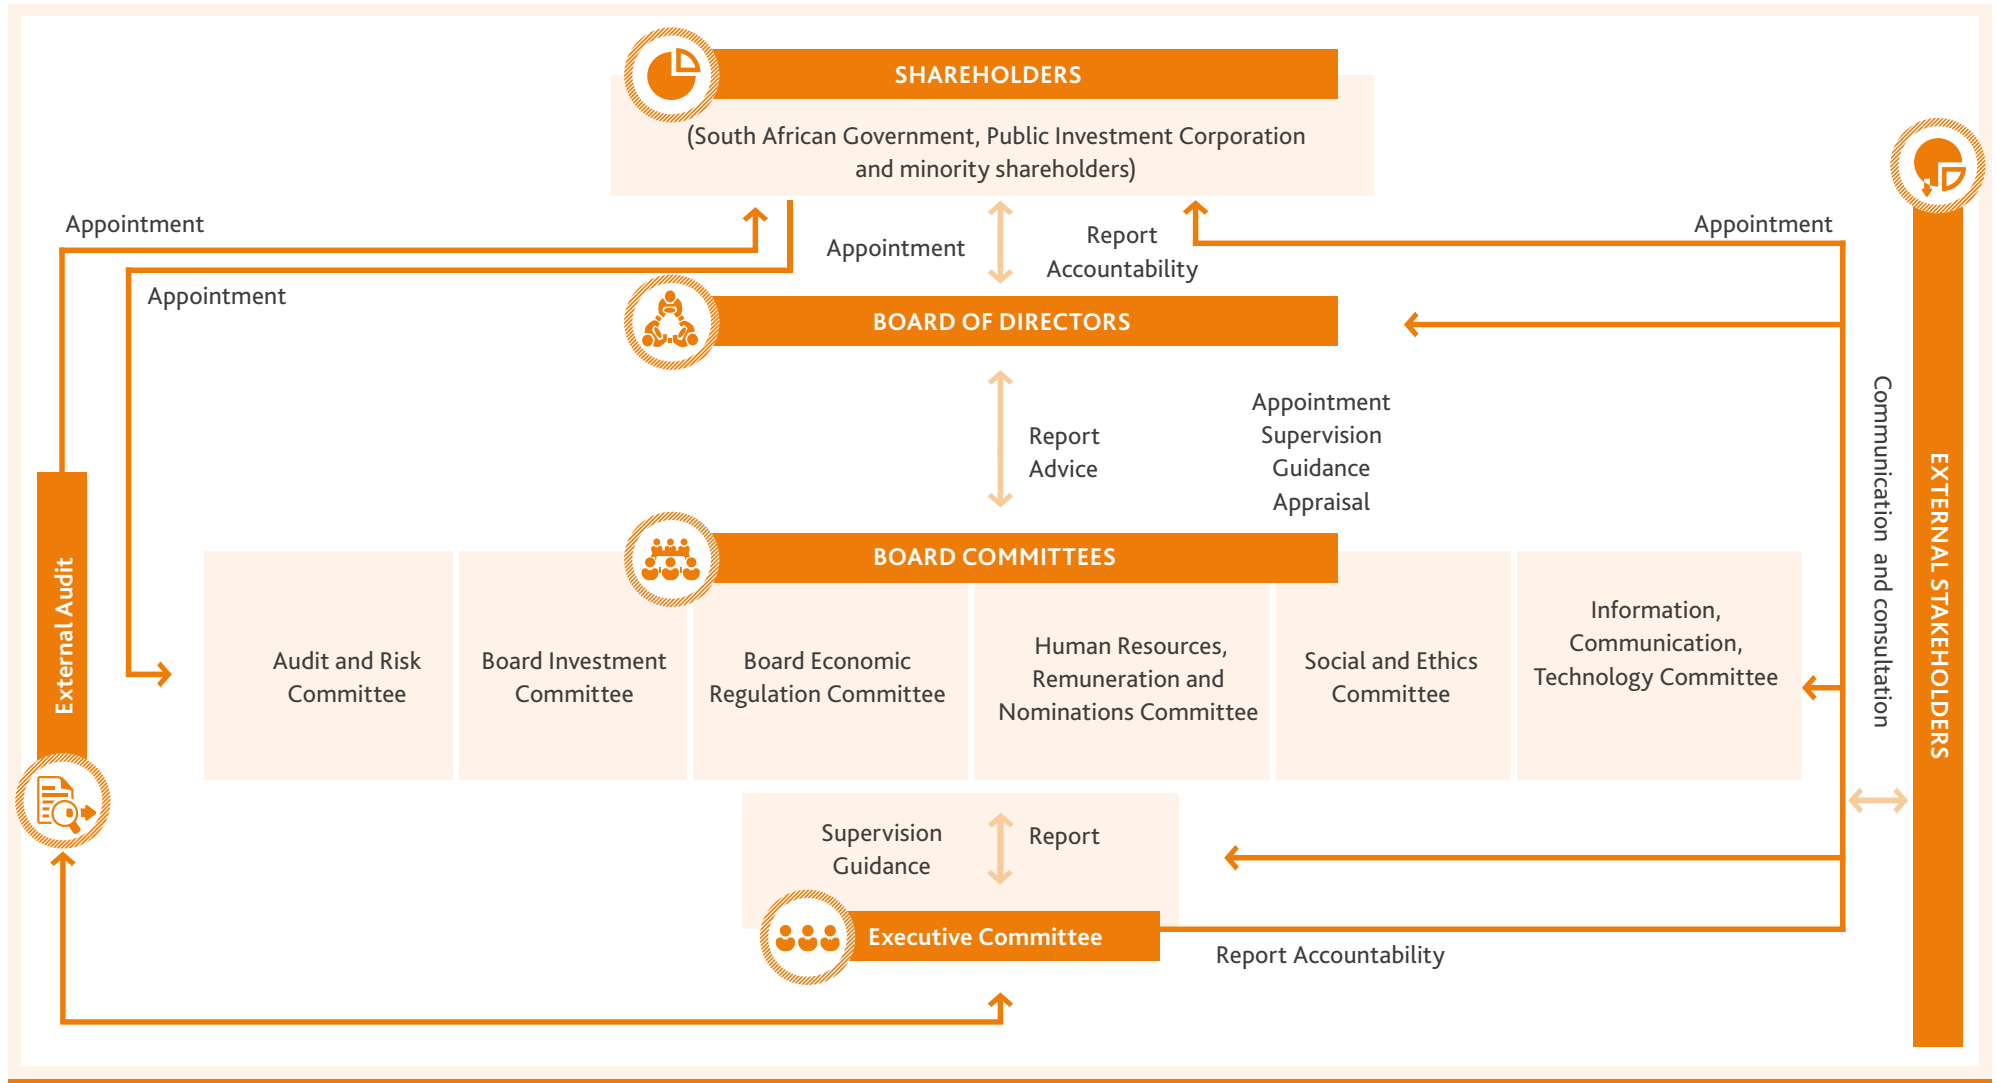 SHAREHOLDERS
(South African Government, Public Investment Corporation
and minority shareholders)
Appointment
Appointment
Appointment
Report
Accountability
Appointment
BOARD OF DIRECTORS
Report
Advice
Appointment
Supervision
Guidance
Appraisal
BOARD COMMITTEES
Audit and Risk
Committee
Board Investment
Committee
Board Economic
Regulation Committee
Human Resources,
Remuneration and
Nominations Committee
Social and Ethics
Committee
Information,
Communication,
Technology Committee
Supervision
Guidance
Report
Executive Committee
Report Accountability
External Audit
Communication and consultation
EXTERNAL STAKEHOLDERS